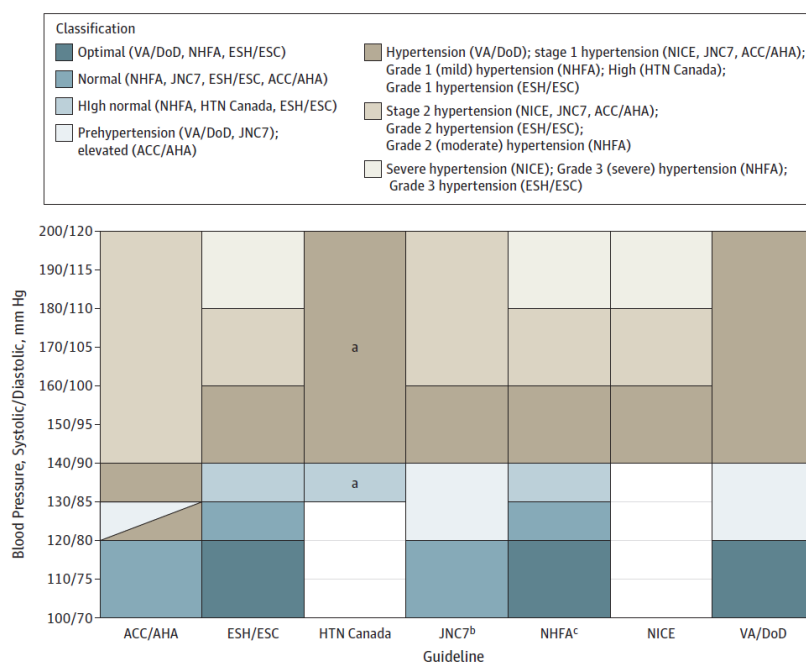 Classification
Optimal (VA/DoD, NHFA, ESH/ESC)
Normal (NHFA, JNC7, ESH/ESC, ACC/AHA)
HIgh normal (NHFA, HTN Canada, ESH/ESC)
Prehypertension (VA/DoD, JNC7);
elevated (ACC/AHA)
Hypertension (VA/DoD); stage 1 hypertension (NICE, JNC7, ACC/AHA);
Grade 1 (mild) hypertension (NHFA); High (HTN Canada);
Grade 1 hypertension (ESH/ESC)
Stage 2 hypertension (NICE, JNC7, ACC/AHA);
Grade 2 hypertension (ESH/ESC);
Grade 2 (moderate) hypertension (NHFA)
Severe hypertension (NICE); Grade 3 (severe) hypertension (NHFA);
Grade 3 hypertension (ESH/ESC)
Blood Pressure, Systolic/Diastolic, mm Hg
200/120
190/115
180/110
170/105
160/100
150/95
140/90
130/85
120/80
110/75
100/70
a
a
ACC/AHA
ESH/ESC
HTN Canada
JNC7b
NHFAc
NICE
VA/DoD
Guideline